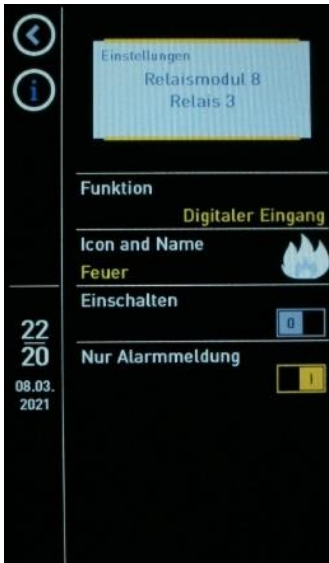 i
Einstellungen
Relaismodul 8
Relais 3
Funktion
Digitaler Eingang
Icon and Name
Feuer
Einschalten
0
22
20
Nur Alarmmeldung
I
08.03.
2021